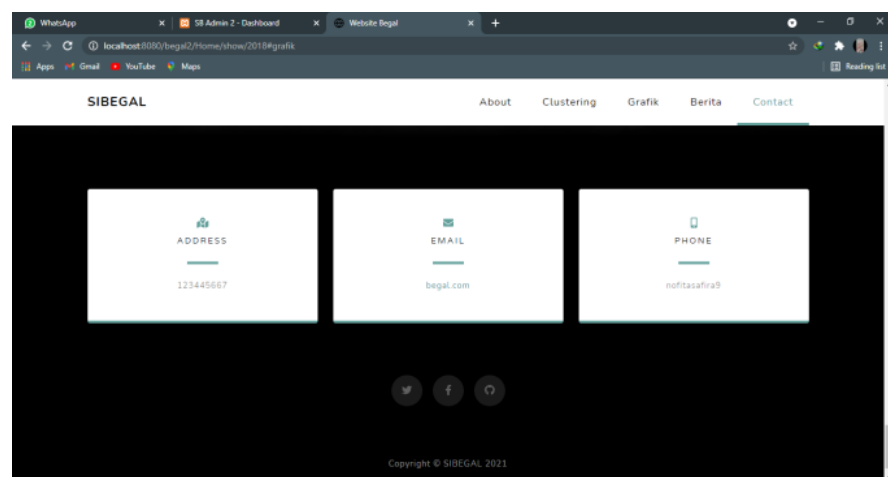 WhatsApp
SB Admin 2 - Dashboard
Website Begal
localhost:8080/begal2/Home/show/2018#grafik
Apps
Gmail
YouTube
Maps
Reading list
SIBEGAL
About
Clustering
Grafik
Berita
Contact
ADDRESS
123445667
EMAIL
begal.com
PHONE
nofitasafira9
Copyright © SIBEGAL 2021